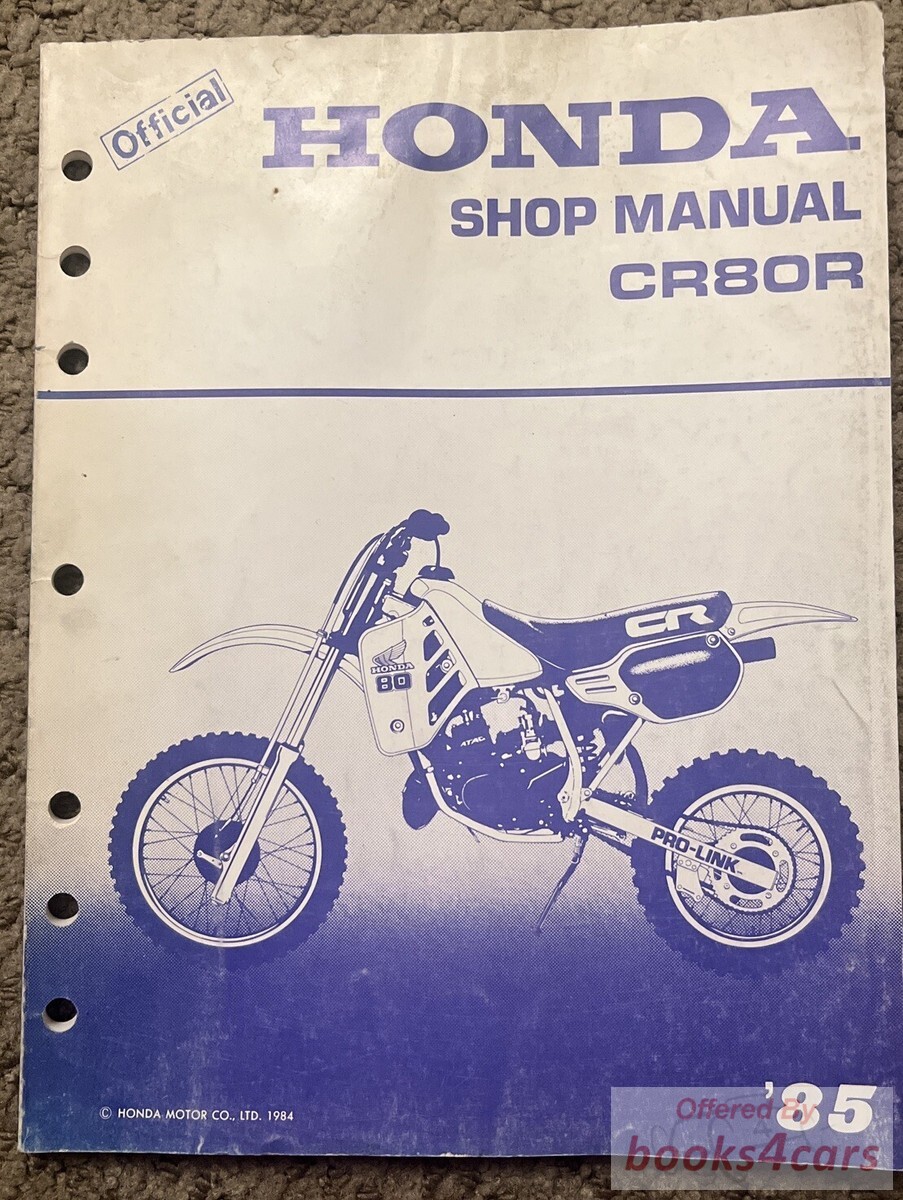 Official
HONDA
SHOP MANUAL
CR80R
CR
HONDA
80
ATAC
PRO-LINK
'85
© HONDA MOTOR CO., LTD. 1984
Offered By
books4cars